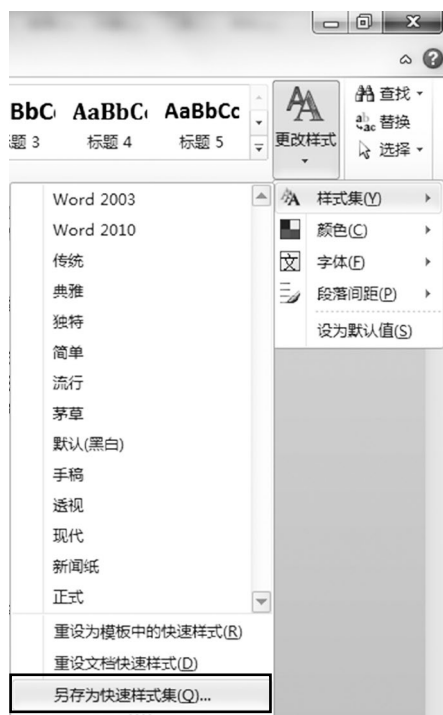 BbC AaBbC AaBbCc
题 3 标题 4 标题 5
更改样式
查找
替换
选择
样式集(Y)
颜色(C)
字体(F)
段落间距(P)
设为默认值(S)
Word 2003
Word 2010
传统
典雅
独特
简单
流行
茅草
默认(黑白)
手稿
透视
现代
新闻纸
正式
重设为模板中的快速样式(R)
重设文档快速样式(D)
另存为快速样式集(Q)...